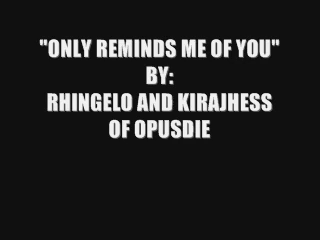 "ONLY REMINDS ME OF YOU"
BY:
RHINGELO AND KIRAJHESS
OF OPUSDIE